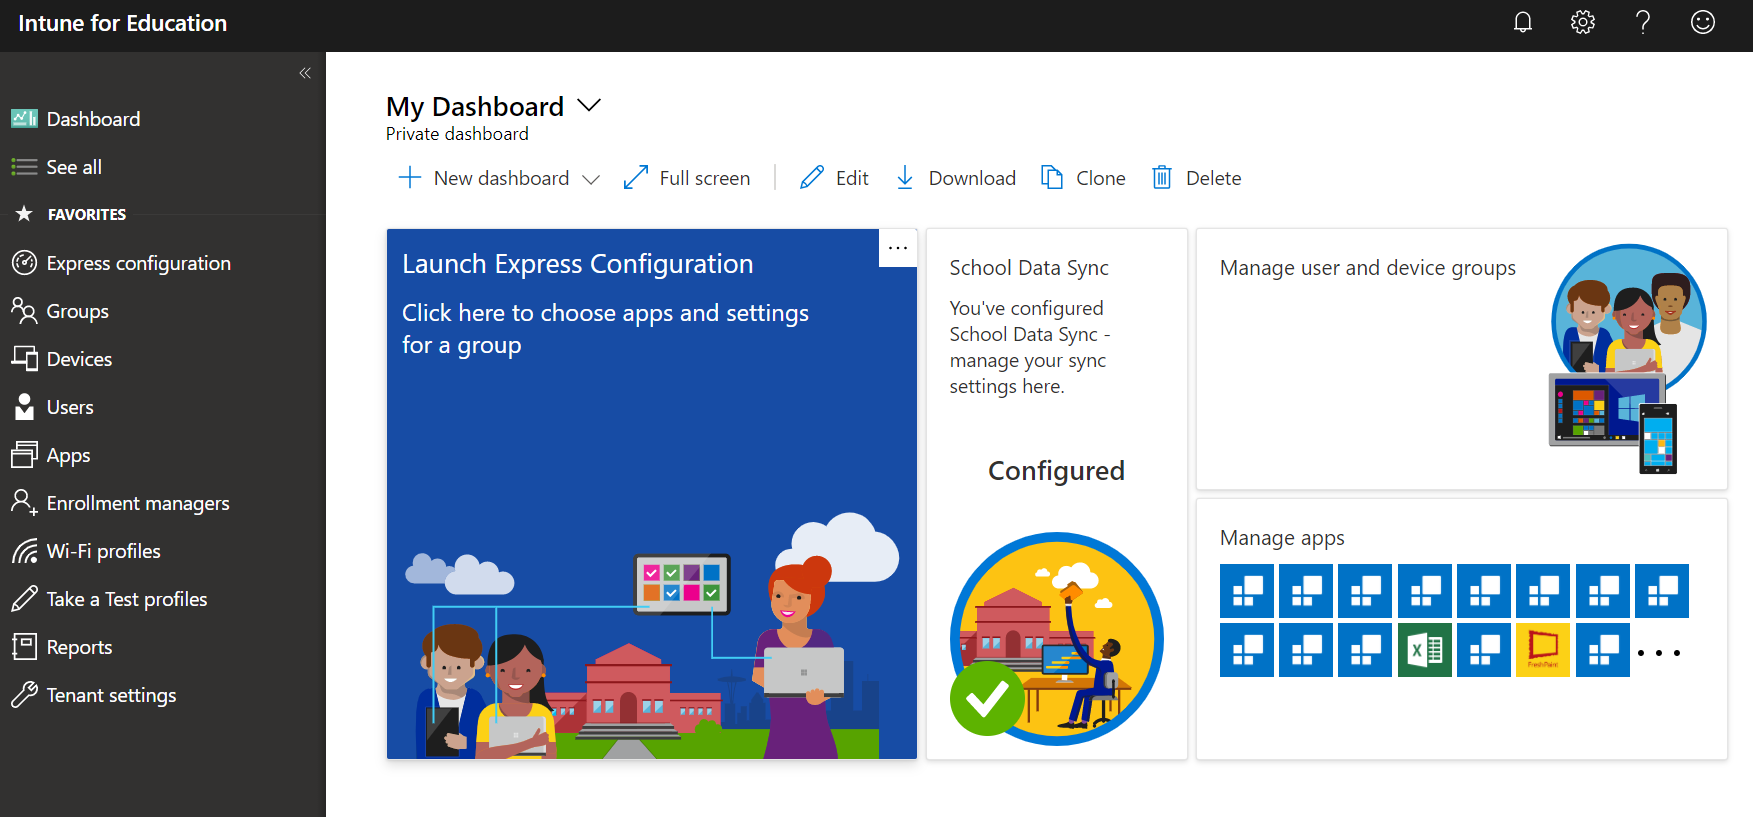 Intune for Education
Dashboard
See all
FAVORITES
Express configuration
Groups
Devices
Users
Apps
Enrollment managers
Wi-Fi profiles
Take a Test profiles
Reports
Tenant settings
My Dashboard
Private dashboard
New dashboard
Full screen
Edit
Download
Clone
Delete
Launch Express Configuration
Click here to choose apps and settings
for a group
School Data Sync
You've configured
School Data Sync -
manage your sync
settings here.
Configured
Manage user and device groups
Manage apps
FreshPaint